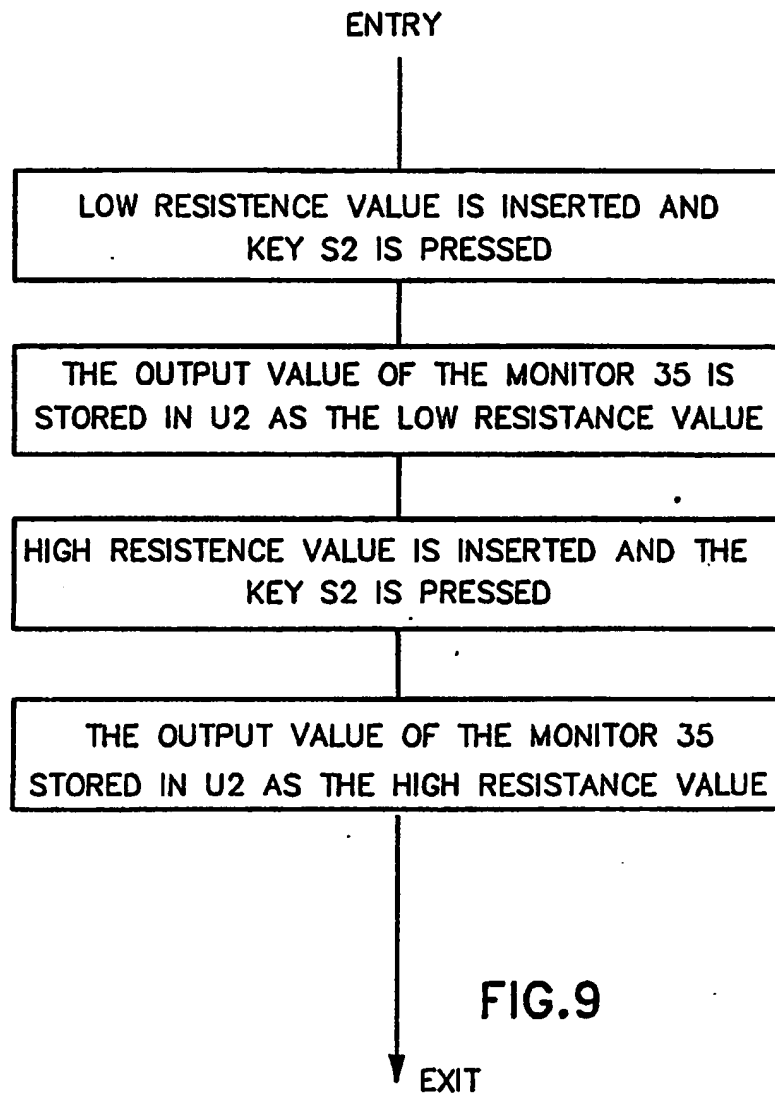 ENTRY
LOW RESISTENCE VALUE IS INSERTED AND
KEY S2 IS PRESSED
THE OUTPUT VALUE OF THE MONITOR 35 IS
STORED IN U2 AS THE LOW RESISTANCE VALUE
HIGH RESISTENCE VALUE IS INSERTED AND THE
KEY S2 IS PRESSED
THE OUTPUT VALUE OF THE MONITOR 35
STORED IN U2 AS THE HIGH RESISTANCE VALUE
FIG.9
EXIT